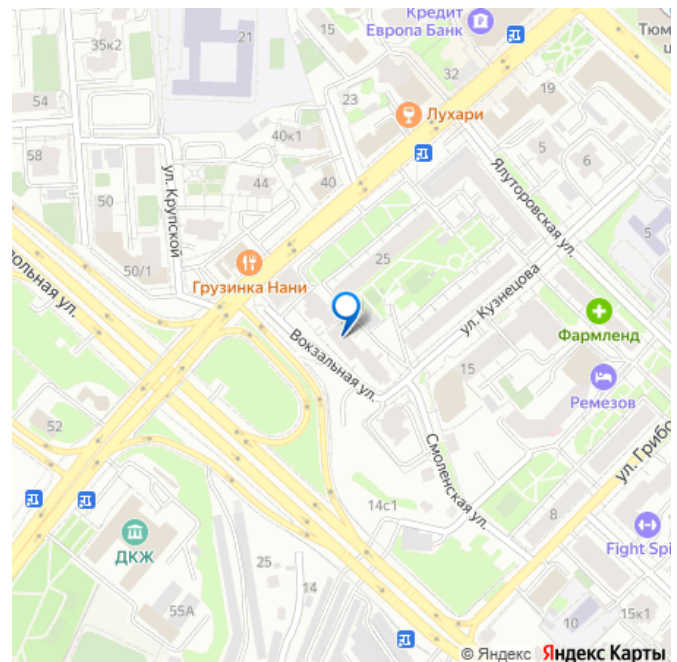 Кредит
Европа Банк
Тюм
ц
21
15
35к2
32
54
23
Лухари
19
40к1
58
5
6
ул. Крупской
44
40
Ялуторовская ул.
50
5
50/1
Грузинка Нани
25
ул. Кузнецова
вольная ул.
Фармленд
Вокзальная ул.
15
Ремезов
52
Смоленская ул.
ул. Грибо
14с1
8
ДКЖ
Fight Spi
25
14
55А
10
15к1
© Яндекс Яндекс Карты